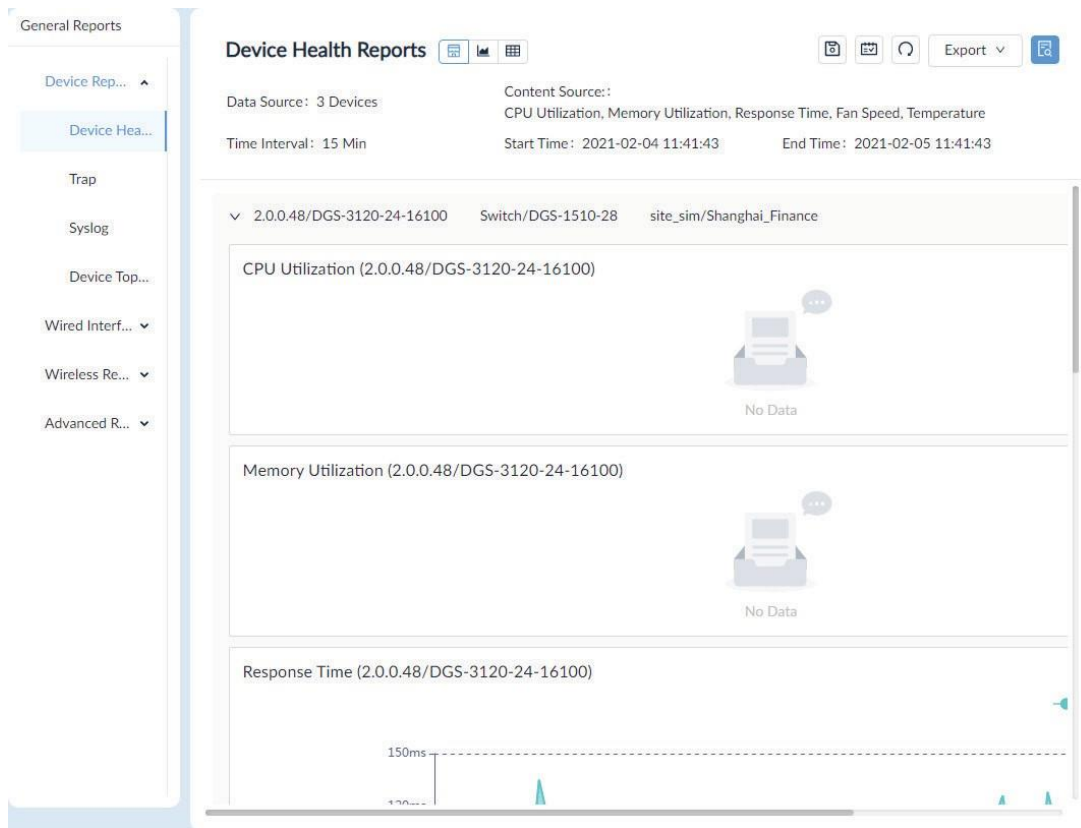 General Reports
Device Rep...
Device Hea...
Trap
Syslog
Device Top...
Wired Interf...
Wireless Re...
Advanced R...
Device Health Reports
Export
Data Source: 3 Devices
Content Source::
CPU Utilization, Memory Utilization, Response Time, Fan Speed, Temperature
Time Interval: 15 Min
Start Time: 2021-02-04 11:41:43
End Time: 2021-02-05 11:41:43
2.0.0.48/DGS-3120-24-16100
Switch/DGS-1510-28
site_sim/Shanghai_Finance
CPU Utilization (2.0.0.48/DGS-3120-24-16100)
No Data
Memory Utilization (2.0.0.48/DGS-3120-24-16100)
No Data
Response Time (2.0.0.48/DGS-3120-24-16100)
150ms